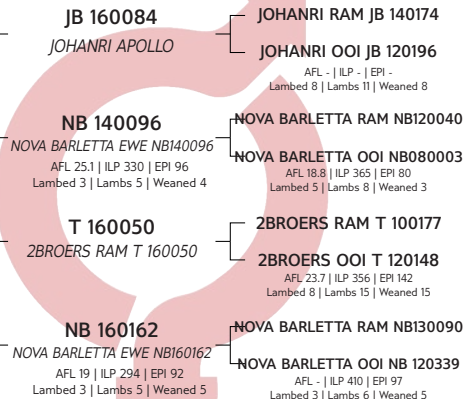 JB 160084
JOHANRI APOLLO
JOHANRI RAM JB 140174
JOHANRI OOI JB 120196
AFL - | ILP - | EPI -
Lambed 8 | Lambs 11 | Weaned 8
NB 140096
NOVA BARLETTA EWE NB140096
AFL 25.1 | ILP 330 | EPI 96
Lambed 3 | Lambs 5 | Weaned 4
NOVA BARLETTA RAM NB120040
NOVA BARLETTA OOI NB080003
AFL 18.8 | ILP 365 | EPI 80
Lambed 5 | Lambs 8 | Weaned 3
T 160050
2BROERS RAM T 160050
2BROERS RAM T 100177
2BROERS OOI T 120148
AFL 23.7 | ILP 356 | EPI 142
Lambed 8 | Lambs 15 | Weaned 15
NB 160162
NOVA BARLETTA EWE NB160162
AFL 19 | ILP 294 | EPI 92
Lambed 3 | Lambs 5 | Weaned 5
NOVA BARLETTA RAM NB130090
NOVA BARLETTA OOI NB 120339
AFL - | ILP 410 | EPI 97
Lambed 3 | Lambs 6 | Weaned 5